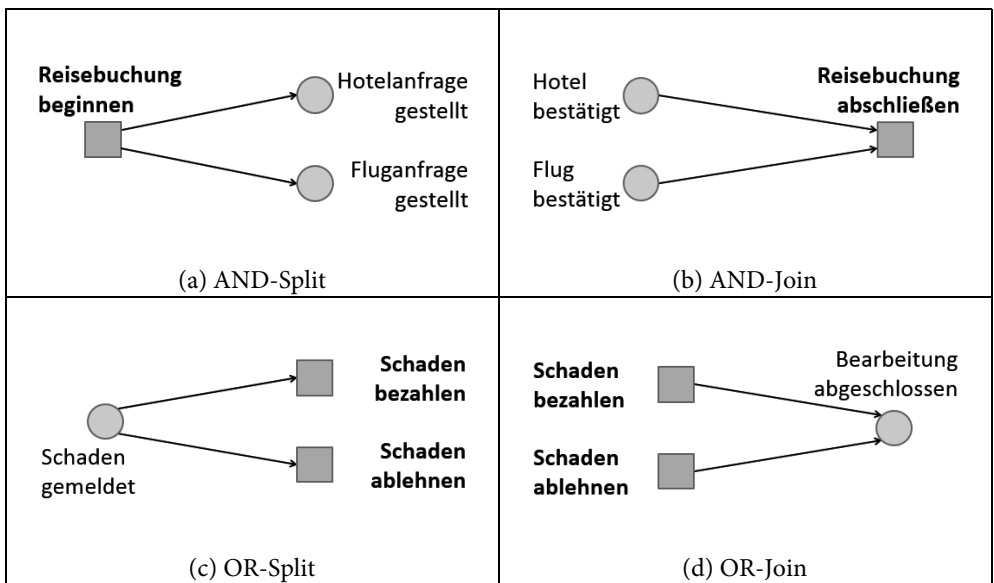 Reisebuchung
beginnen
Hotelanfrage
gestellt
Fluganfrage
gestellt
(a) AND-Split
Hotel
bestätigt
Flug
bestätigt
Reisebuchung
abschließen
(b) AND-Join
Schaden
gemeldet
Schaden
bezahlen
Schaden
ablehnen
(c) OR-Split
Schaden
bezahlen
Schaden
ablehnen
Bearbeitung
abgeschlossen
(d) OR-Join